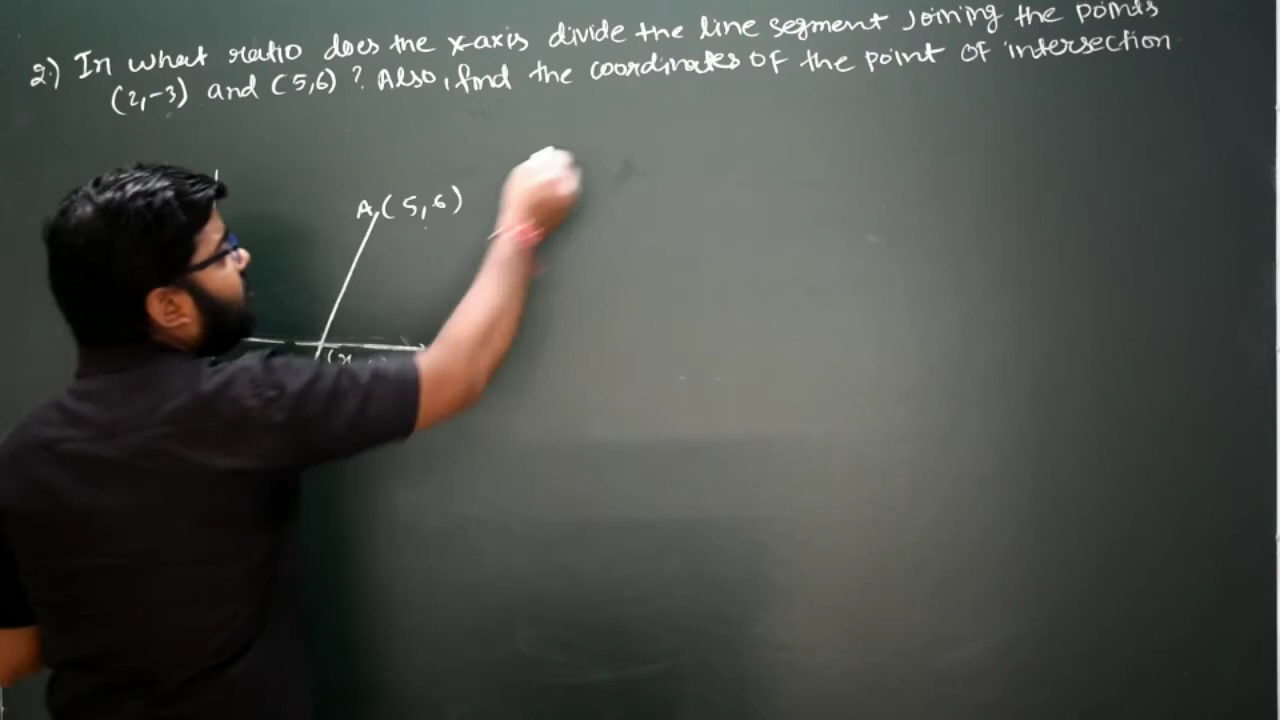 2.) In what ratio does the x-axis divide the line segment joining the points
(2,-3) and (5,6) ? Also, find the coordinates of the point of intersection
A(5,6)
(x